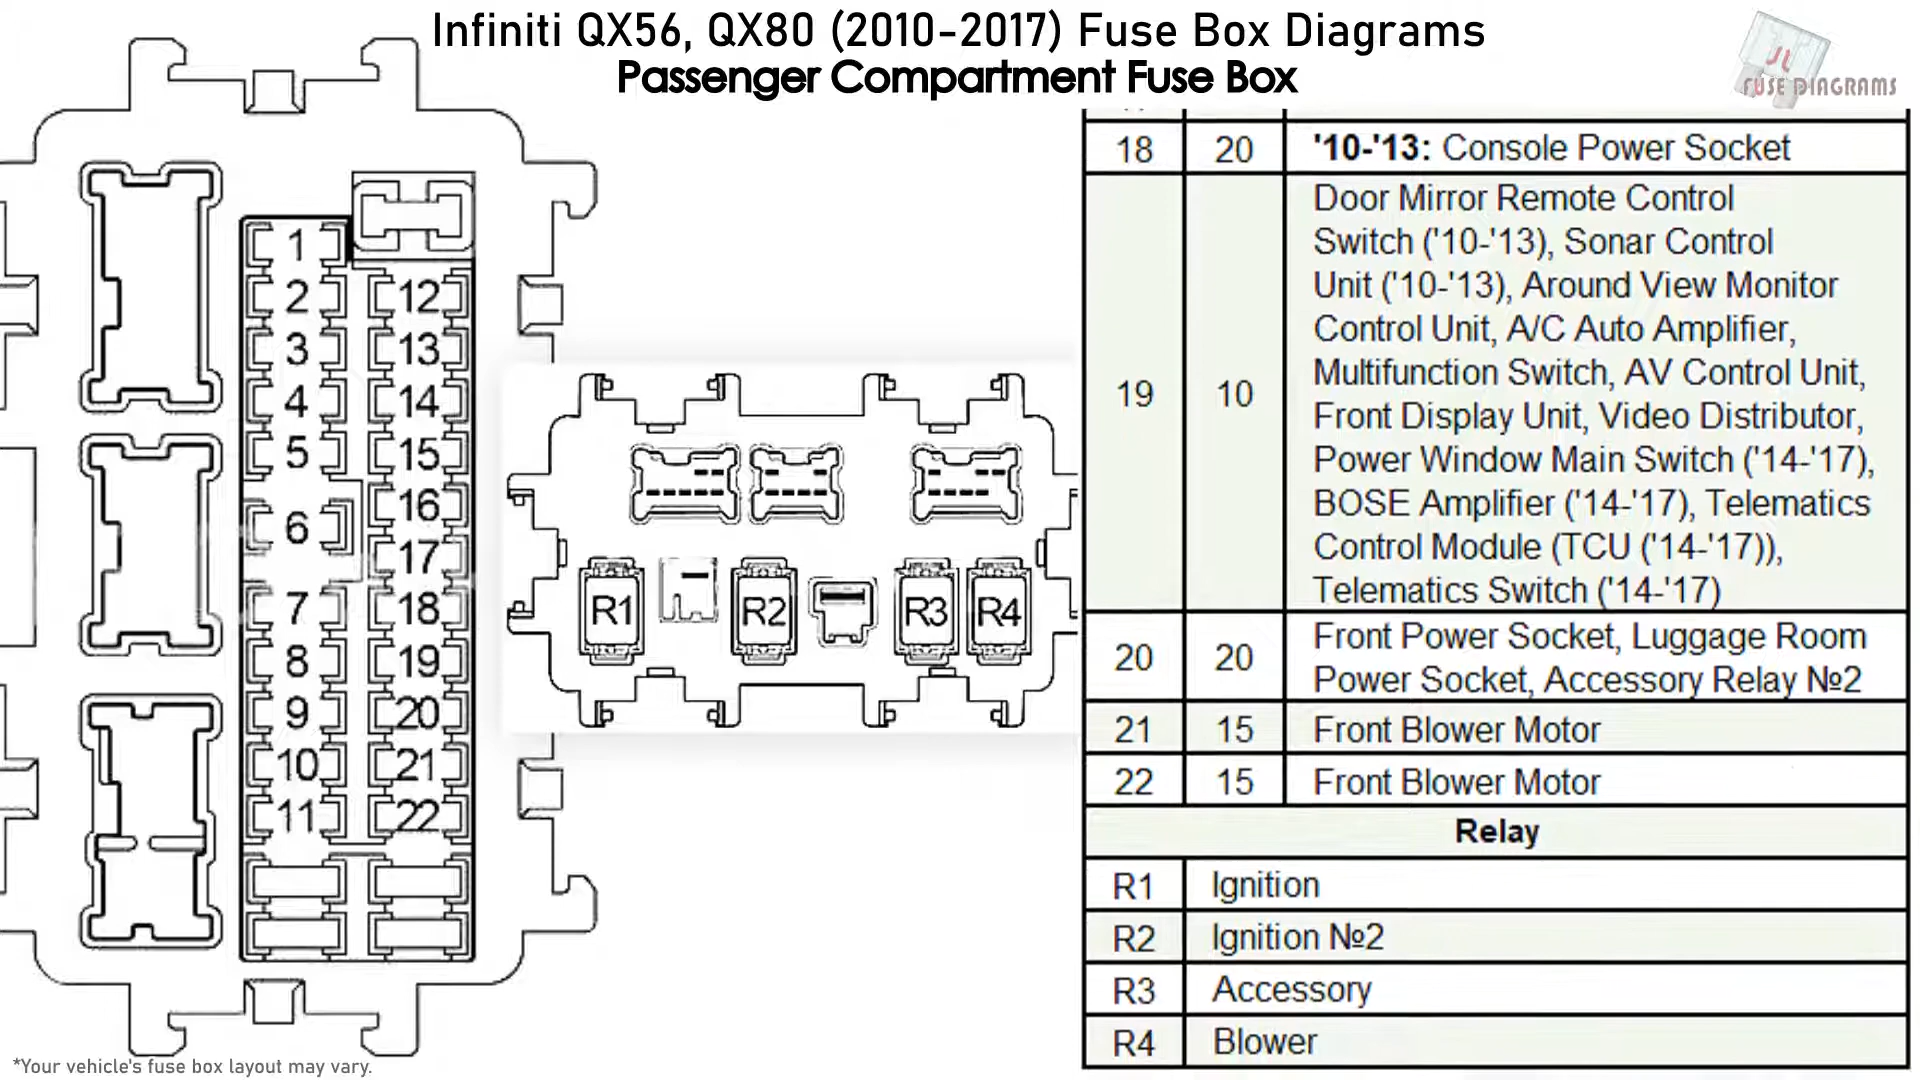 Infiniti QX56, QX80 (2010-2017) Fuse Box Diagrams
Passenger Compartment Fuse Box
JL
FUSE DIAGRAMS
1
2
3
4
5
6
7
8
9
10
11
12
13
14
15
16
17
18
19
20
21
22
R1 R2 R3 R4
18 20 '10-'13: Console Power Socket
19 10
Door Mirror Remote Control
Switch ('10-'13), Sonar Control
Unit ('10-'13), Around View Monitor
Control Unit, A/C Auto Amplifier,
Multifunction Switch, AV Control Unit,
Front Display Unit, Video Distributor,
Power Window Main Switch ('14-'17),
BOSE Amplifier ('14-'17), Telematics
Control Module (TCU ('14-'17)),
Telematics Switch ('14-'17)
20 20
Front Power Socket, Luggage Room
Power Socket, Accessory Relay №2
21 15 Front Blower Motor
22 15 Front Blower Motor
Relay
R1 Ignition
R2 Ignition №2
R3 Accessory
R4 Blower
*Your vehicle's fuse box layout may vary.